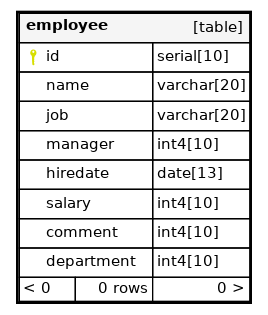 employee [table]
id serial[10]
name varchar[20]
job varchar[20]
manager int4[10]
hiredate date[13]
salary int4[10]
comment int4[10]
department int4[10]
< 0 0 rows 0 >